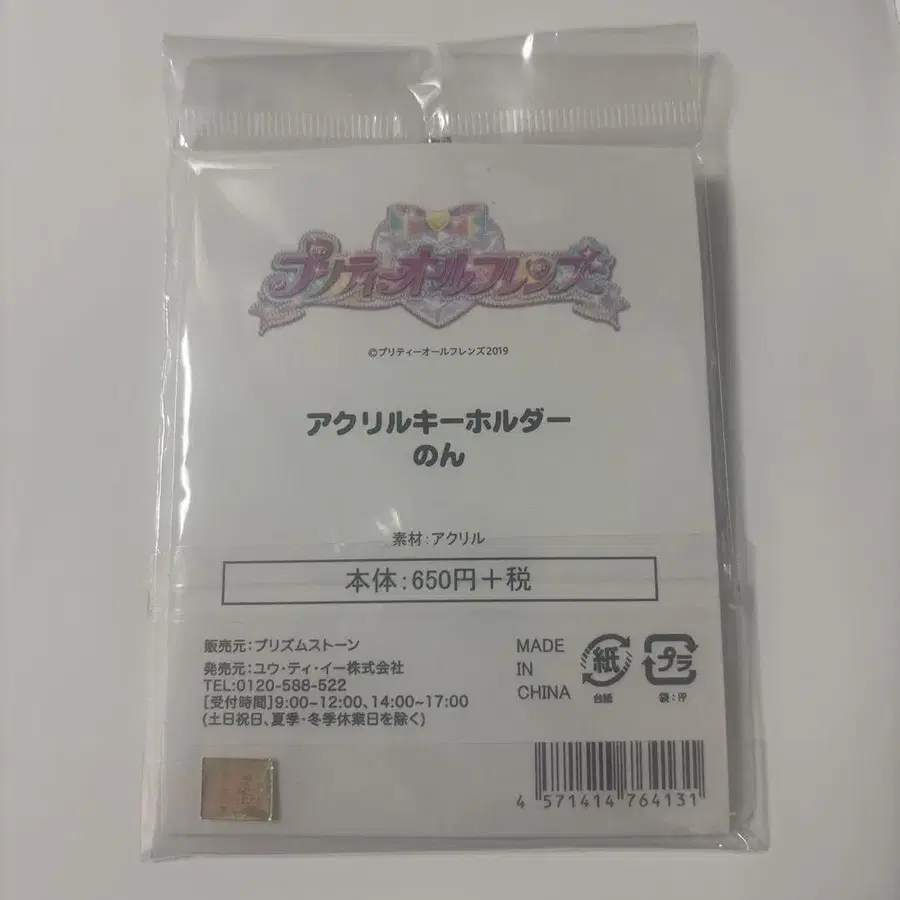 プリティーオールフレンズ
©プリティーオールフレンズ2019
アクリルキーホルダー
のん
素材:アクリル
本体:650円+税
販売元:プリズムストーン
発売元:ユウ・ティ・イー株式会社
TEL:0120-588-522
[受付時間]9:00~12:00、14:00~17:00
(土日祝日、夏季・冬季休業日を除く)
MADE
IN
CHINA
紙
台紙
プラ
袋:PP
4 571414 764131